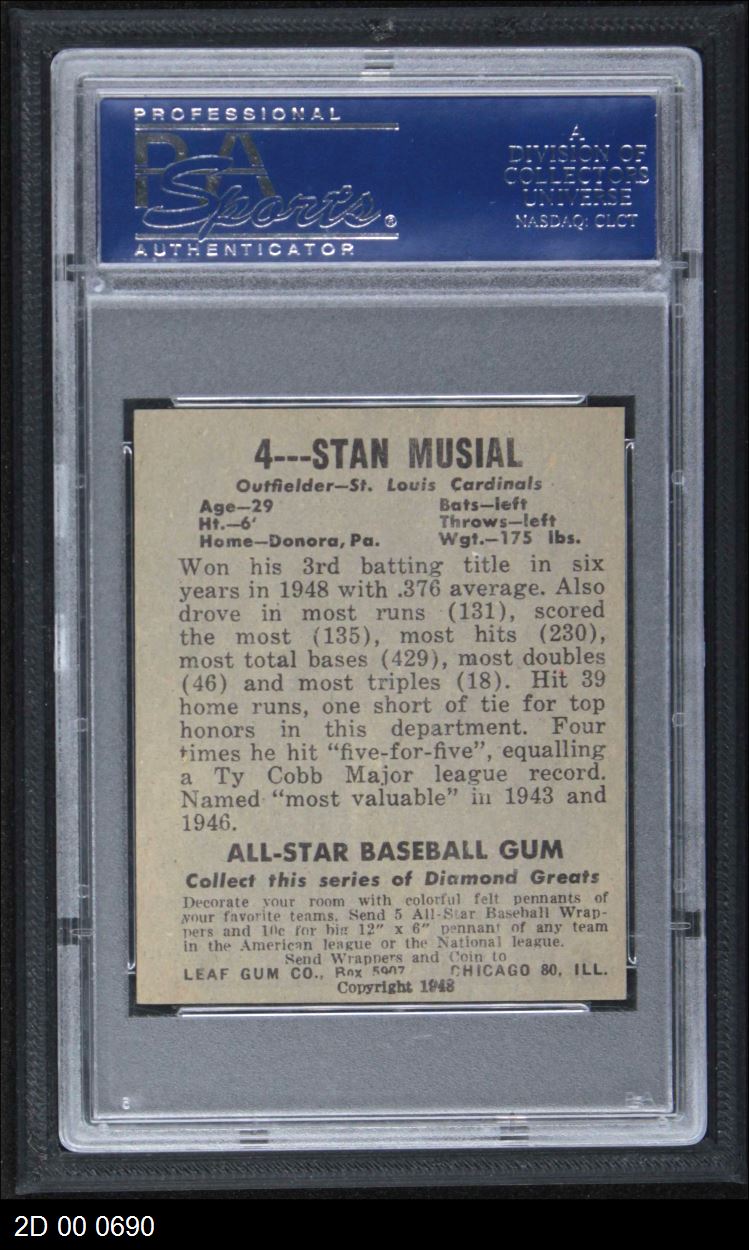 PROFESSIONAL
PSA
Sports®
AUTHENTICATOR
A
DIVISION OF
COLLECTORS
UNIVERSE
NASDAQ: CLCT
4---STAN MUSIAL
Outfielder—St. Louis Cardinals
Age—29 Bats—left
Ht.—6' Throws—left
Home—Donora, Pa. Wgt.—175 lbs.
Won his 3rd batting title in six
years in 1948 with .376 average. Also
drove in most runs (131), scored
the most (135), most hits (230),
most total bases (429), most doubles
(46) and most triples (18). Hit 39
home runs, one short of tie for top
honors in this department. Four
times he hit "five-for-five", equalling
a Ty Cobb Major league record.
Named "most valuable" in 1943 and
1946.
ALL-STAR BASEBALL GUM
Collect this series of Diamond Greats
Decorate your room with colorful felt pennants of
your favorite teams. Send 5 All-Star Baseball Wrap-
pers and 10c for big 12" x 6" pennant of any team
in the American league or the National league.
Send Wrappers and Coin to
LEAF GUM CO., Box 5907 CHICAGO 80, ILL.
Copyright 1948
2D 00 0690